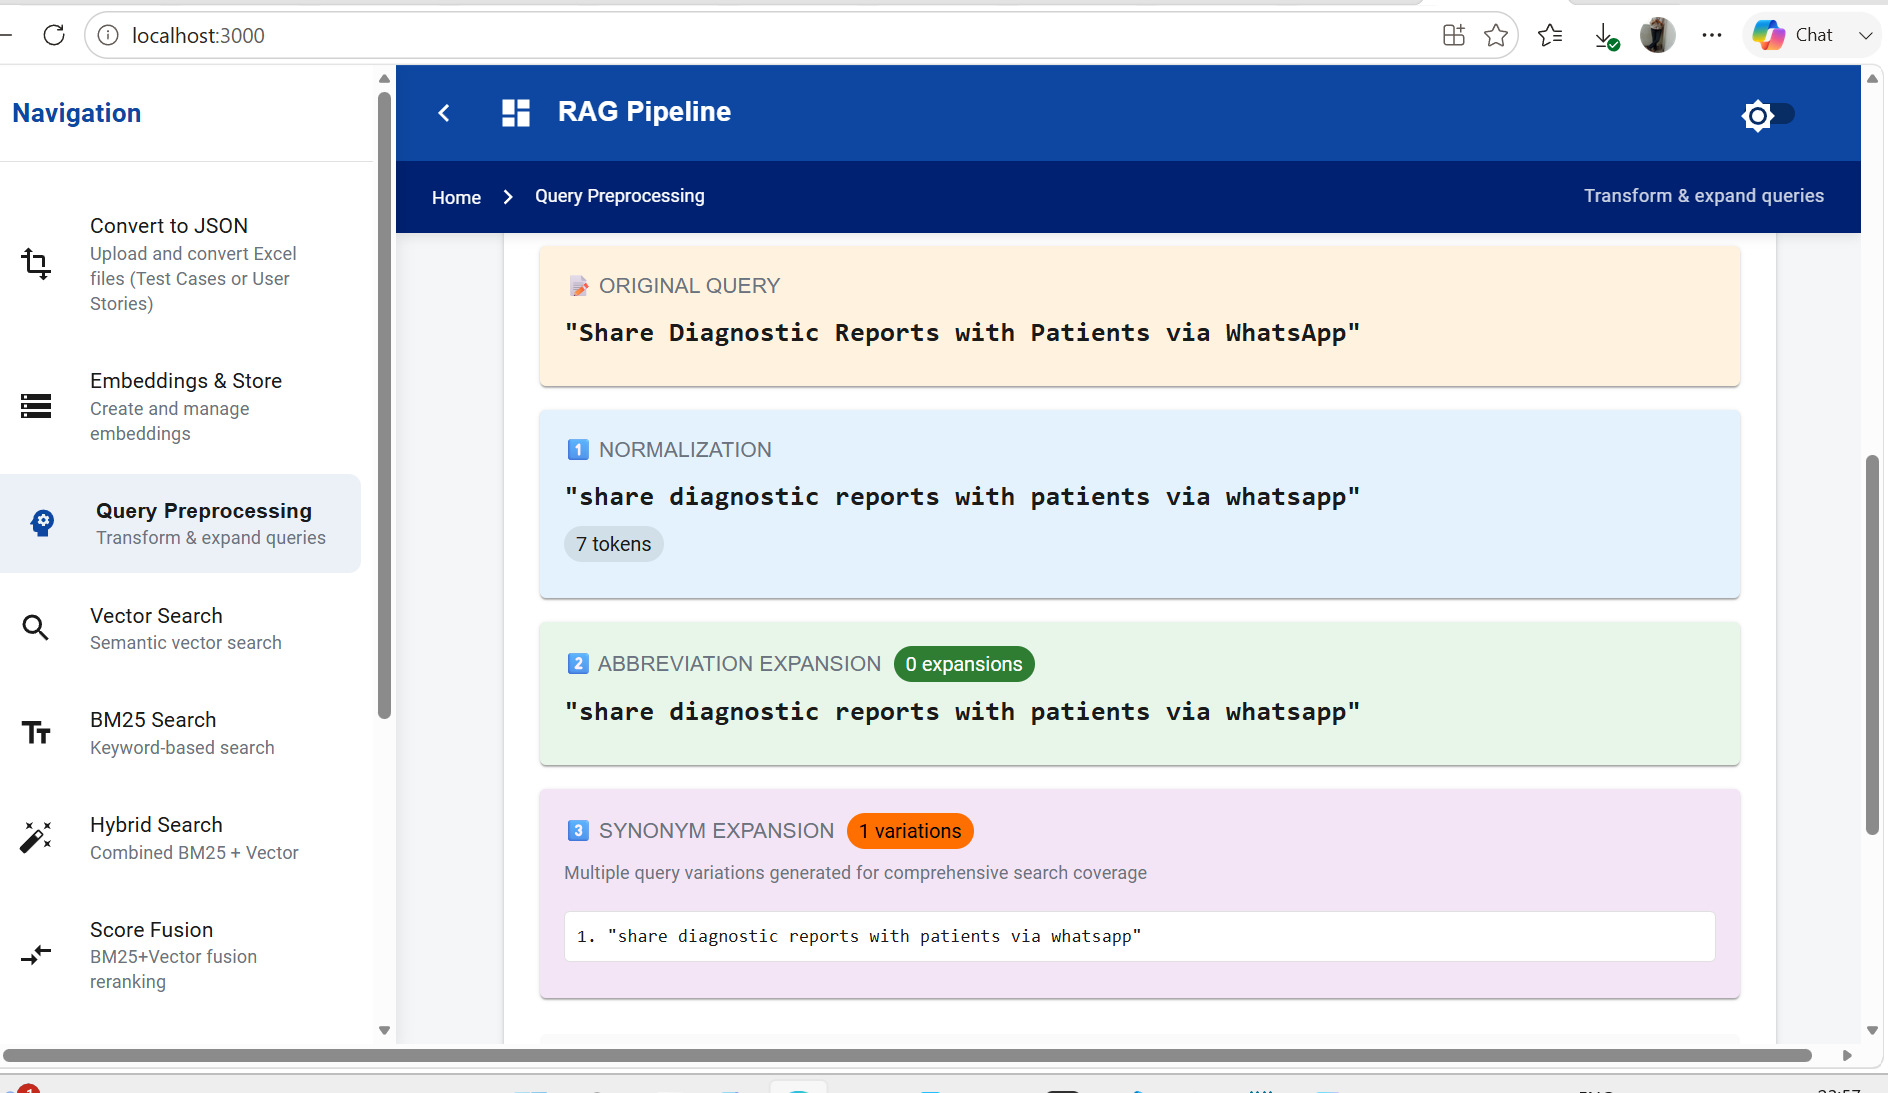 localhost:3000
Chat
Navigation
Convert to JSON
Upload and convert Excel
files (Test Cases or User
Stories)
Embeddings & Store
Create and manage
embeddings
Query Preprocessing
Transform & expand queries
Vector Search
Semantic vector search
BM25 Search
Keyword-based search
Hybrid Search
Combined BM25 + Vector
Score Fusion
BM25+Vector fusion
reranking
RAG Pipeline
Home
Query Preprocessing
Transform & expand queries
ORIGINAL QUERY
"Share Diagnostic Reports with Patients via WhatsApp"
1 NORMALIZATION
"share diagnostic reports with patients via whatsapp"
7 tokens
2 ABBREVIATION EXPANSION 0 expansions
"share diagnostic reports with patients via whatsapp"
3 SYNONYM EXPANSION 1 variations
Multiple query variations generated for comprehensive search coverage
1. "share diagnostic reports with patients via whatsapp"